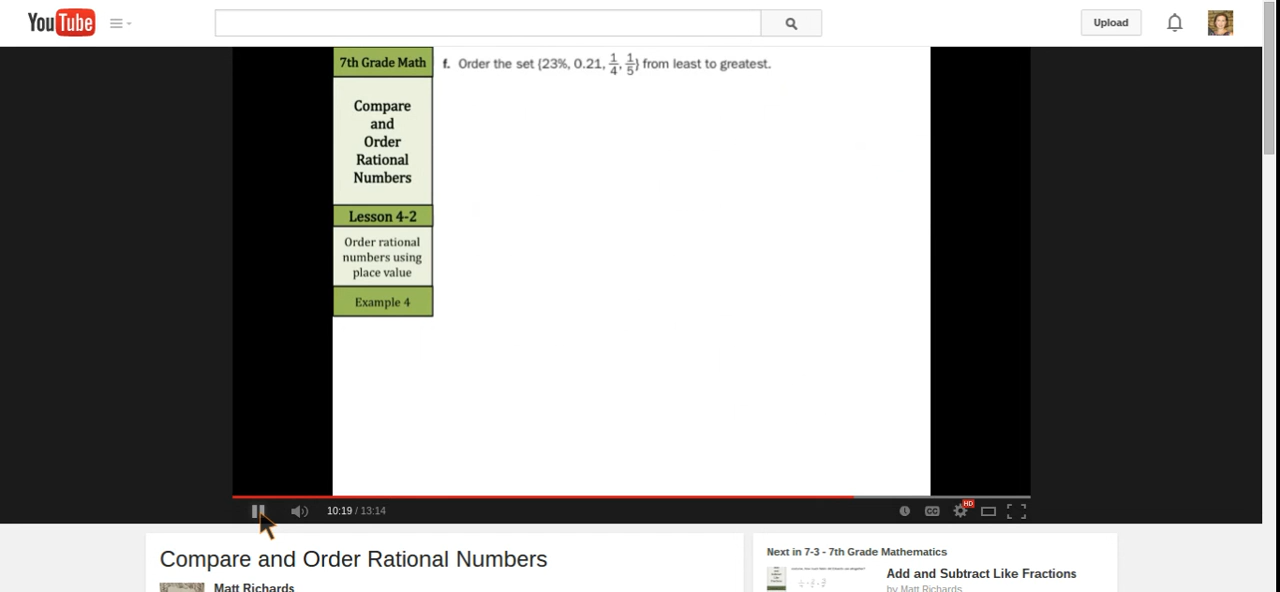 YouTube
Upload
7th Grade Math
f. Order the set {23%, 0.21, 1/4, 1/5} from least to greatest.
Compare
and
Order
Rational
Numbers
Lesson 4-2
Order rational
numbers using
place value
Example 4
10:19 / 13:14
CC
HD
Compare and Order Rational Numbers
Matt Richards
Next in 7-3 - 7th Grade Mathematics
Add and Subtract Like Fractions
by Matt Richards